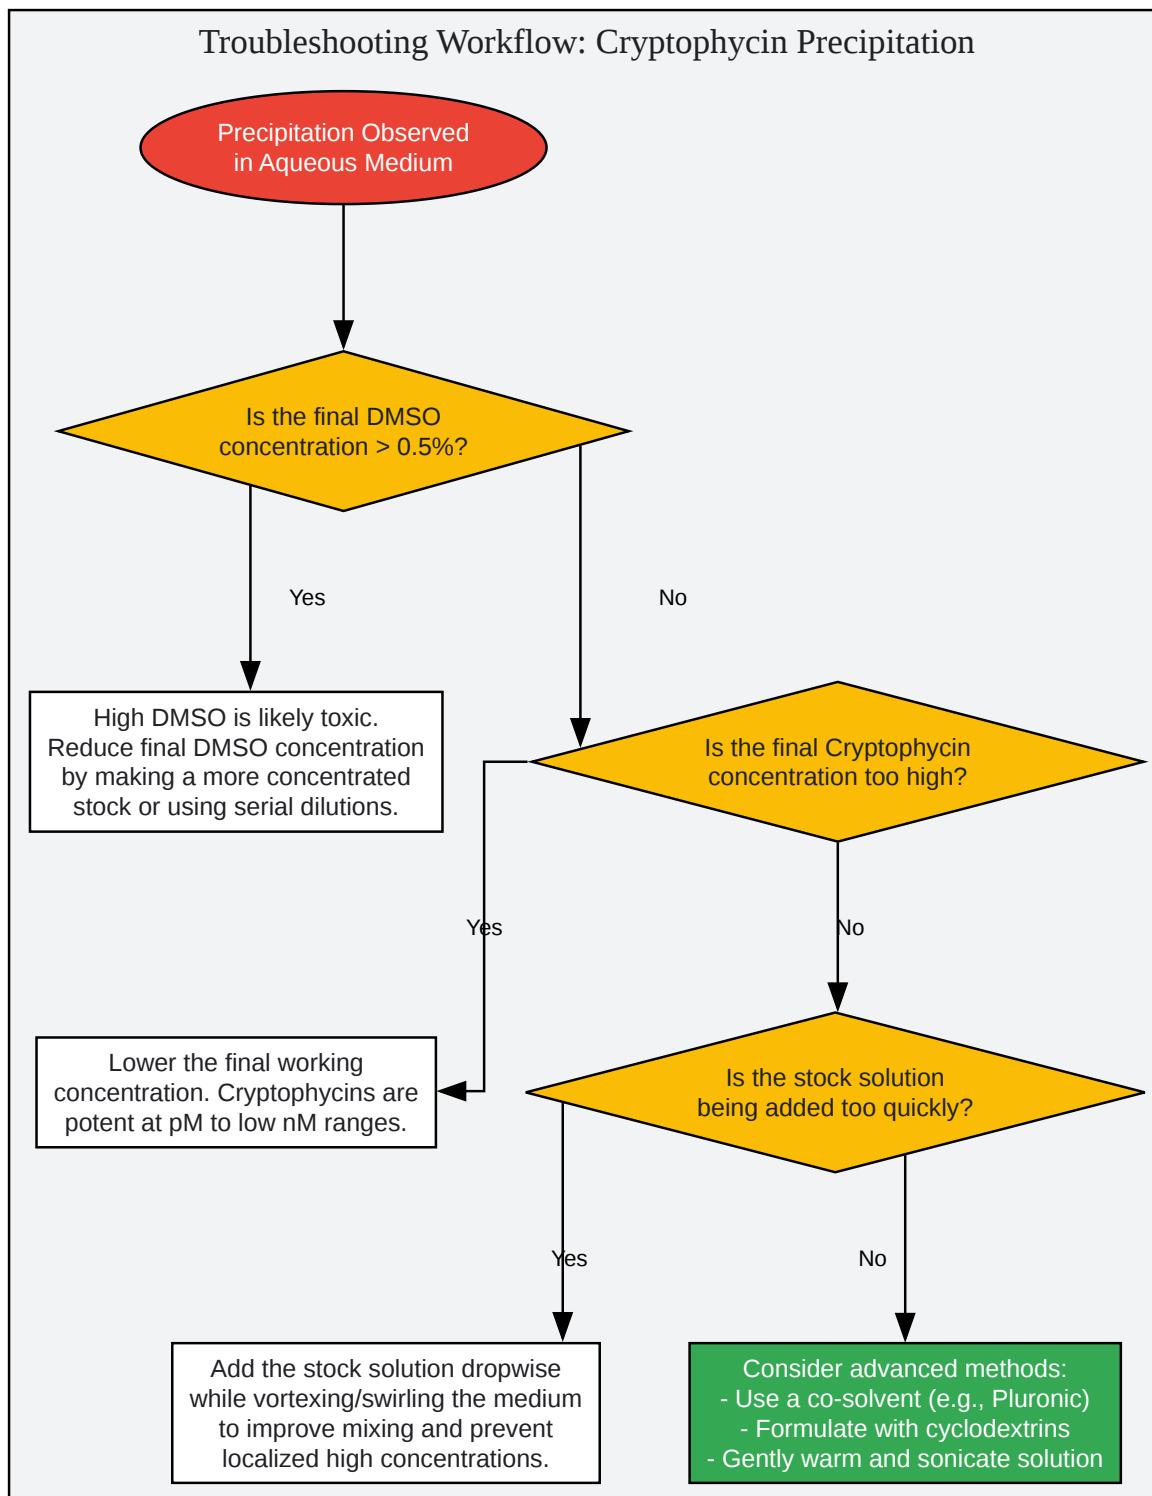 Troubleshooting Workflow: Cryptophycin Precipitation
Precipitation Observed
in Aqueous Medium
Is the final DMSO
concentration > 0.5%?
Yes
No
High DMSO is likely toxic.
Reduce final DMSO concentration
by making a more concentrated
stock or using serial dilutions.
Is the final Cryptophycin
concentration too high?
Yes
No
Lower the final working
concentration. Cryptophycins are
potent at pM to low nM ranges.
Is the stock solution
being added too quickly?
Yes
No
Add the stock solution dropwise
while vortexing/swirling the medium
to improve mixing and prevent
localized high concentrations.
Consider advanced methods:
- Use a co-solvent (e.g., Pluronic)
- Formulate with cyclodextrins
- Gently warm and sonicate solution